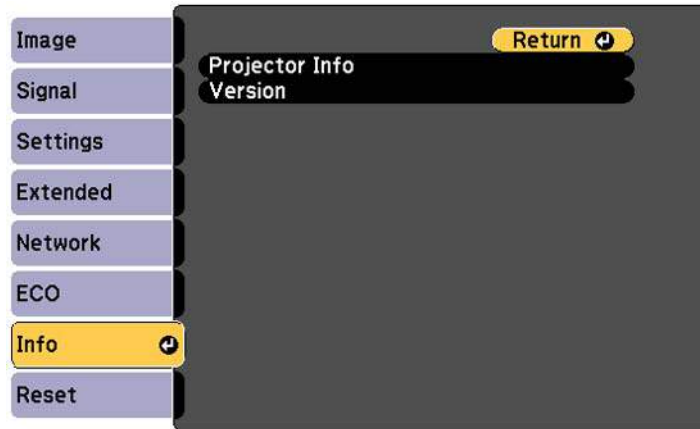 Image
Signal
Settings
Extended
Network
ECO
Info
Reset
Return
Projector Info
Version